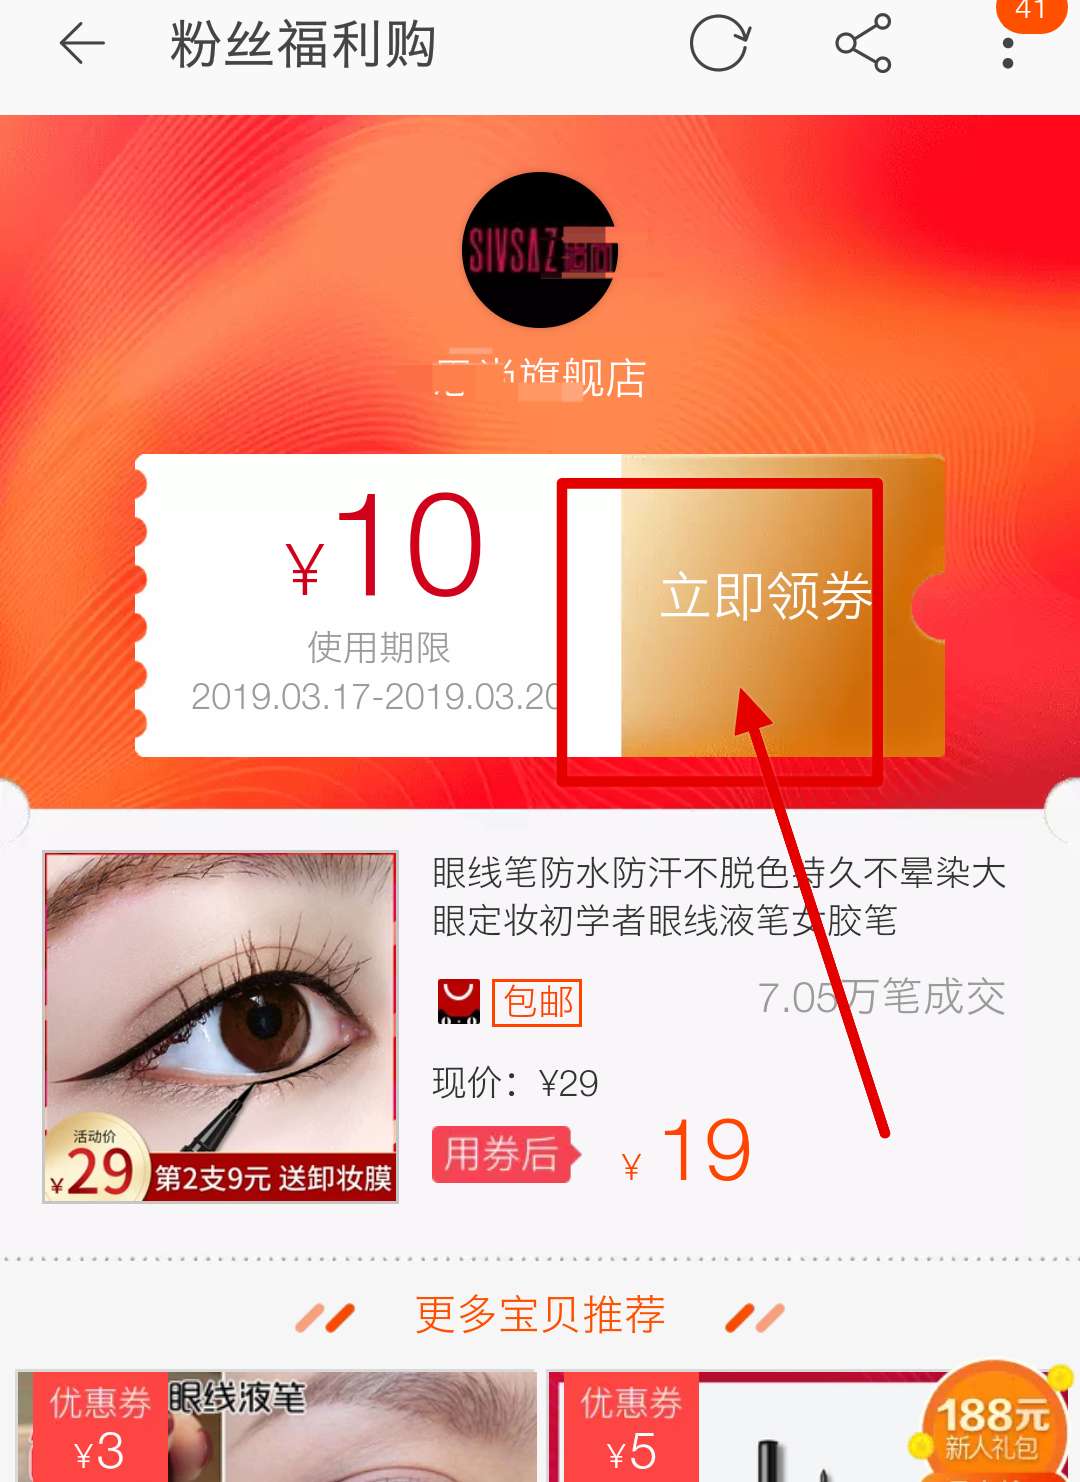 41
粉丝福利购
SIVSAZ
旗舰店
¥10
立即领券
使用期限
2019.03.17-2019.03.20
眼线笔防水防汗不脱色持久不晕染大
眼定妆初学者眼线液笔女胶笔
包邮
7.05万笔成交
现价：¥29
用券后 ¥19
活动价
¥29
第2支9元 送卸妆膜
更多宝贝推荐
优惠券
¥3
眼线液笔
优惠券
¥5
188元
新人礼包